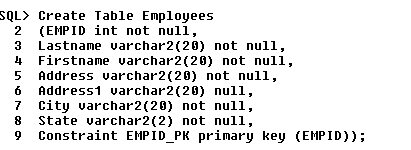 SQL> Create Table Employees
2 (EMPID int not null,
3 Lastname varchar2(20) not null,
4 Firstname varchar2(20) not null,
5 Address varchar2(20) not null,
6 Address1 varchar2(20) null,
7 City varchar2(20) not null,
8 State varchar2(2) not null,
9 Constraint EMPID_PK primary key (EMPID));